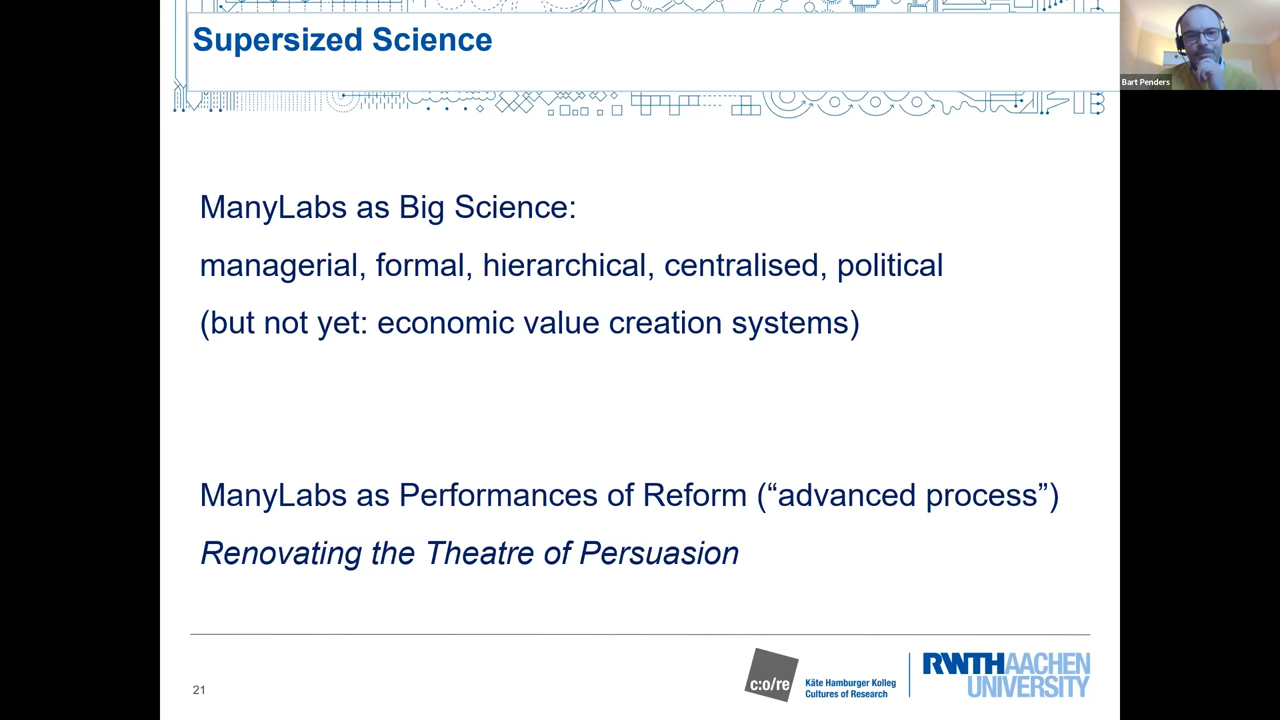 Supersized Science
Bart Penders
ManyLabs as Big Science:
managerial, formal, hierarchical, centralised, political
(but not yet: economic value creation systems)
ManyLabs as Performances of Reform (“advanced process”)
Renovating the Theatre of Persuasion
21
c:o/re
Käte Hamburger Kolleg
Cultures of Research
RWTHAACHEN
UNIVERSITY